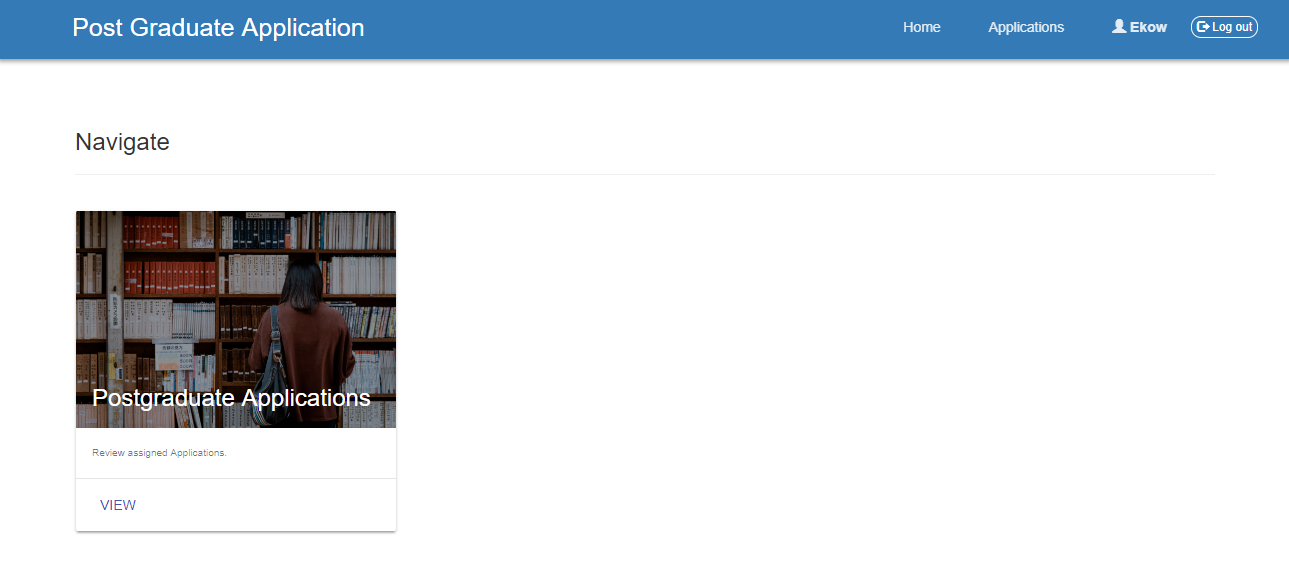 Post Graduate Application
Home
Applications
Ekow
Log out
Navigate
Postgraduate Applications
Review assigned Applications.
VIEW